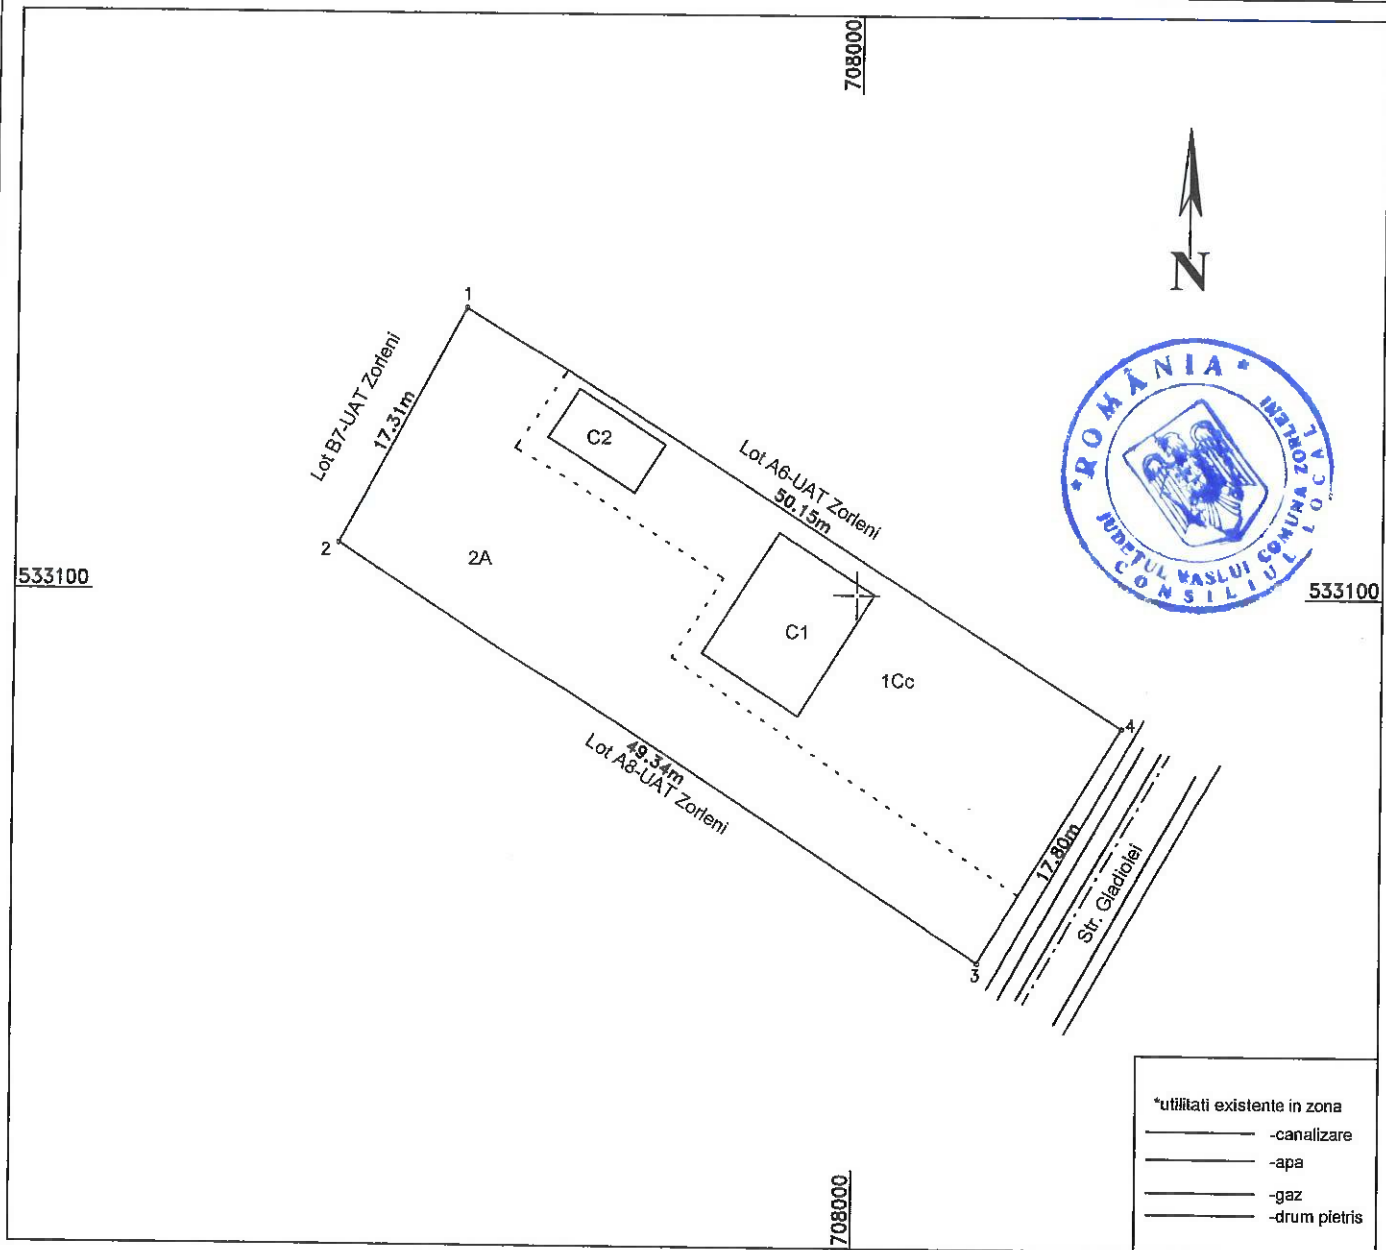 708000
N
1
Lot B7-UAT Zorleni
17.31m
C2
Lot A6-UAT Zorleni
50.15m
*ROMÂNIA*
JUDEȚUL VASLUI COMUNA ZORLENI
CONSILIUL LOCAL
2
2A
533100
533100
C1
1Cc
4
49.34m
Lot A8-UAT Zorleni
17.80m
Str. Gladiolei
3
*utilitati existente in zona
-canalizare
-apa
-gaz
-drum pietris
708000